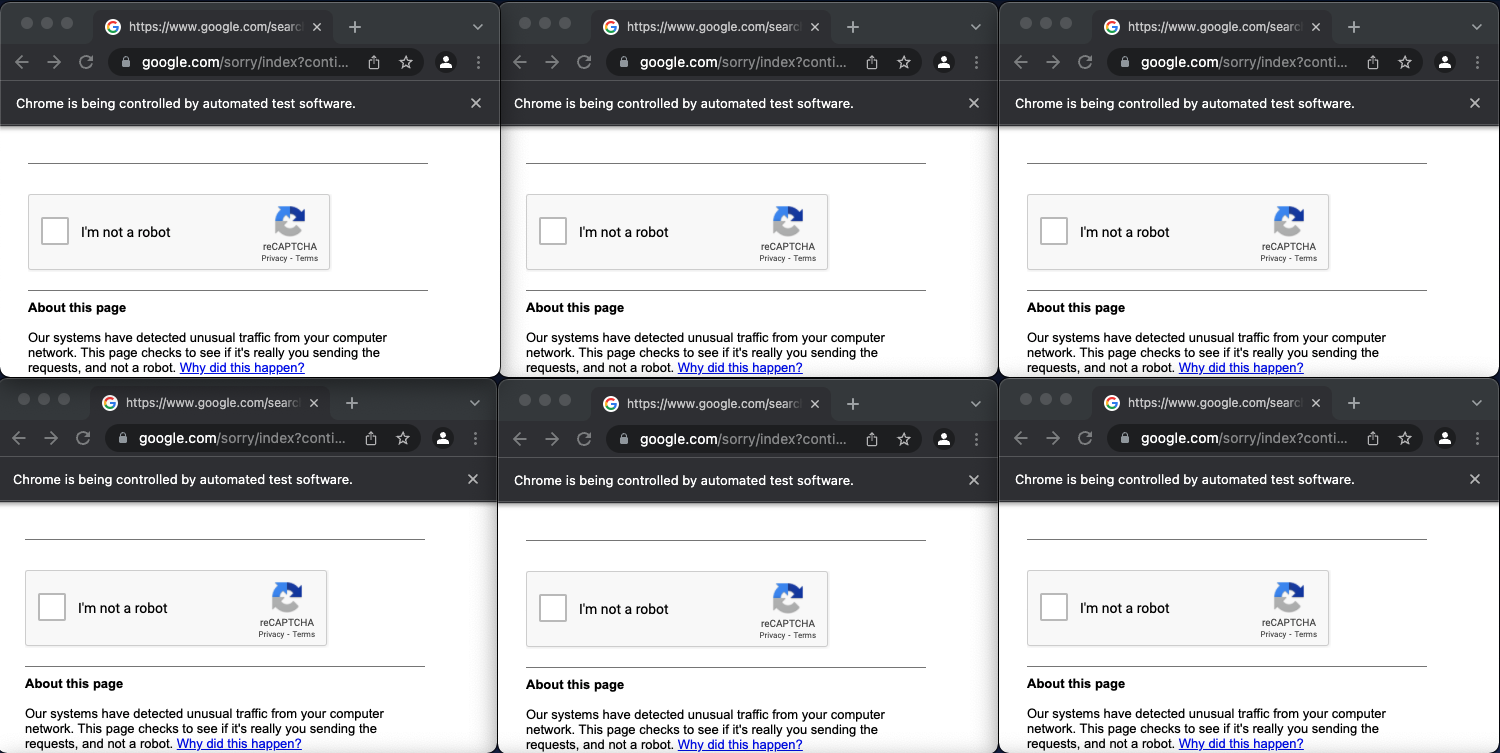 https://www.google.com/searc
google.com/sorry/index?conti...
Chrome is being controlled by automated test software.
I'm not a robot
reCAPTCHA
Privacy - Terms
About this page
Our systems have detected unusual traffic from your computer
network. This page checks to see if it's really you sending the
requests, and not a robot. Why did this happen?
https://www.google.com/searc
google.com/sorry/index?conti...
Chrome is being controlled by automated test software.
I'm not a robot
reCAPTCHA
Privacy - Terms
About this page
Our systems have detected unusual traffic from your computer
network. This page checks to see if it's really you sending the
requests, and not a robot. Why did this happen?
https://www.google.com/searc
google.com/sorry/index?conti...
Chrome is being controlled by automated test software.
I'm not a robot
reCAPTCHA
Privacy - Terms
About this page
Our systems have detected unusual traffic from your computer
network. This page checks to see if it's really you sending the
requests, and not a robot. Why did this happen?
https://www.google.com/searc
google.com/sorry/index?conti...
Chrome is being controlled by automated test software.
I'm not a robot
reCAPTCHA
Privacy - Terms
About this page
Our systems have detected unusual traffic from your computer
network. This page checks to see if it's really you sending the
requests, and not a robot. Why did this happen?
https://www.google.com/searc
google.com/sorry/index?conti...
Chrome is being controlled by automated test software.
I'm not a robot
reCAPTCHA
Privacy - Terms
About this page
Our systems have detected unusual traffic from your computer
network. This page checks to see if it's really you sending the
requests, and not a robot. Why did this happen?
https://www.google.com/searc
google.com/sorry/index?conti...
Chrome is being controlled by automated test software.
I'm not a robot
reCAPTCHA
Privacy - Terms
About this page
Our systems have detected unusual traffic from your computer
network. This page checks to see if it's really you sending the
requests, and not a robot. Why did this happen?